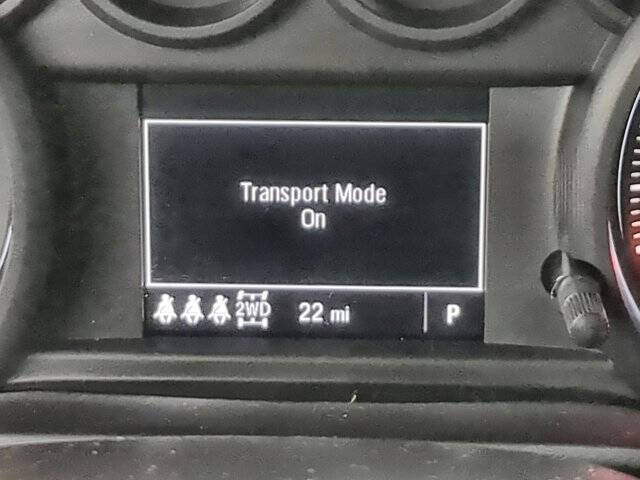 Transport Mode
On
2WD 22 mi P